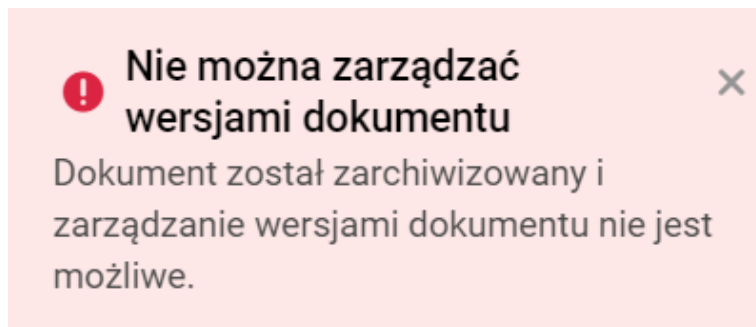 Nie można zarządzać
wersjami dokumentu
Dokument został zarchiwizowany i
zarządzanie wersjami dokumentu nie jest
możliwe.